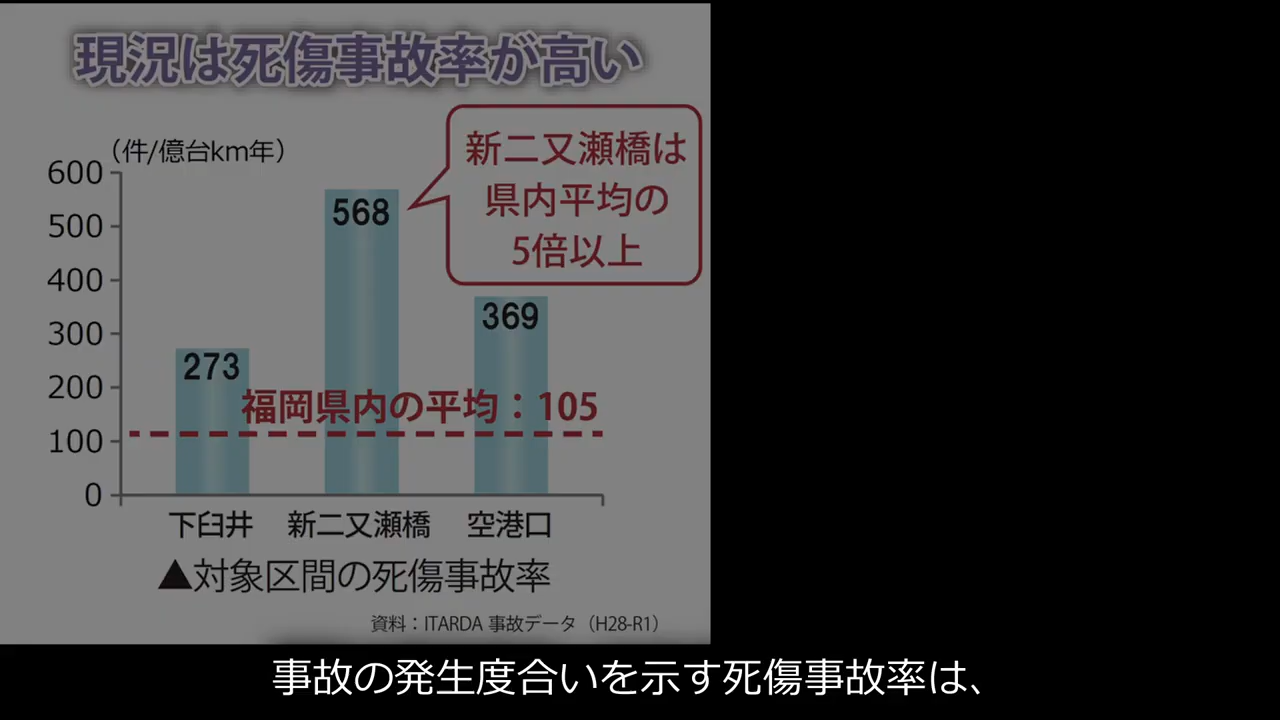 現況は死傷事故率が高い
（件/億台km年）
600
500
400
300
200
100
0
新二又瀬橋は
県内平均の
5倍以上
568
369
273
福岡県内の平均：105
下臼井 新二又瀬橋 空港口
▲対象区間の死傷事故率
資料：ITARDA 事故データ（H28-R1）
事故の発生度合いを示す死傷事故率は、